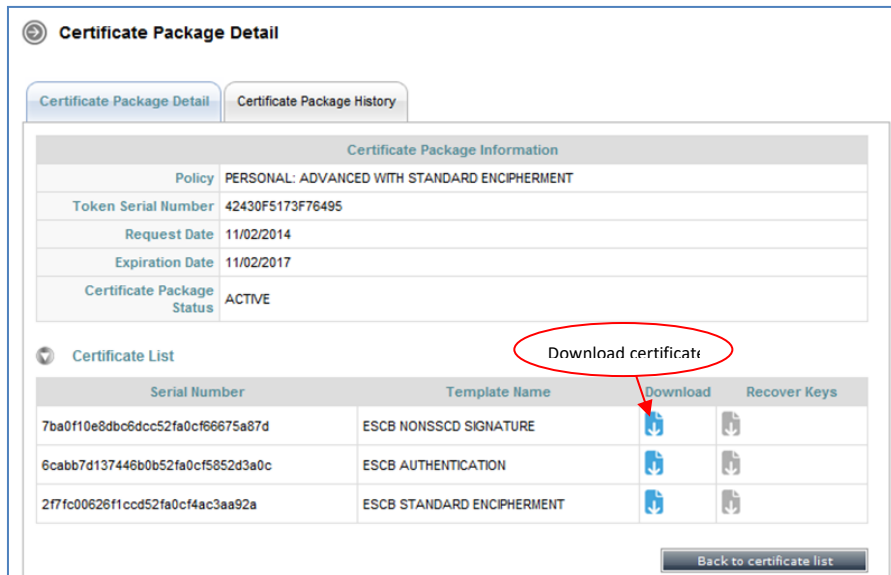 Certificate Package Detail
Certificate Package Detail Certificate Package History
Certificate Package Information
Policy PERSONAL: ADVANCED WITH STANDARD ENCIPHERMENT
Token Serial Number 42430F5173F76495
Request Date 11/02/2014
Expiration Date 11/02/2017
Certificate Package
Status ACTIVE
Certificate List
Download certificate
Serial Number Template Name Download Recover Keys
7ba0f10e8dbc6dcc52fa0cf66675a87d ESCB NONSSCD SIGNATURE
6cabb7d137446b0b52fa0cf5852d3a0c ESCB AUTHENTICATION
2f7fc00626f1ccd52fa0cf4ac3aa92a ESCB STANDARD ENCIPHERMENT
Back to certificate list